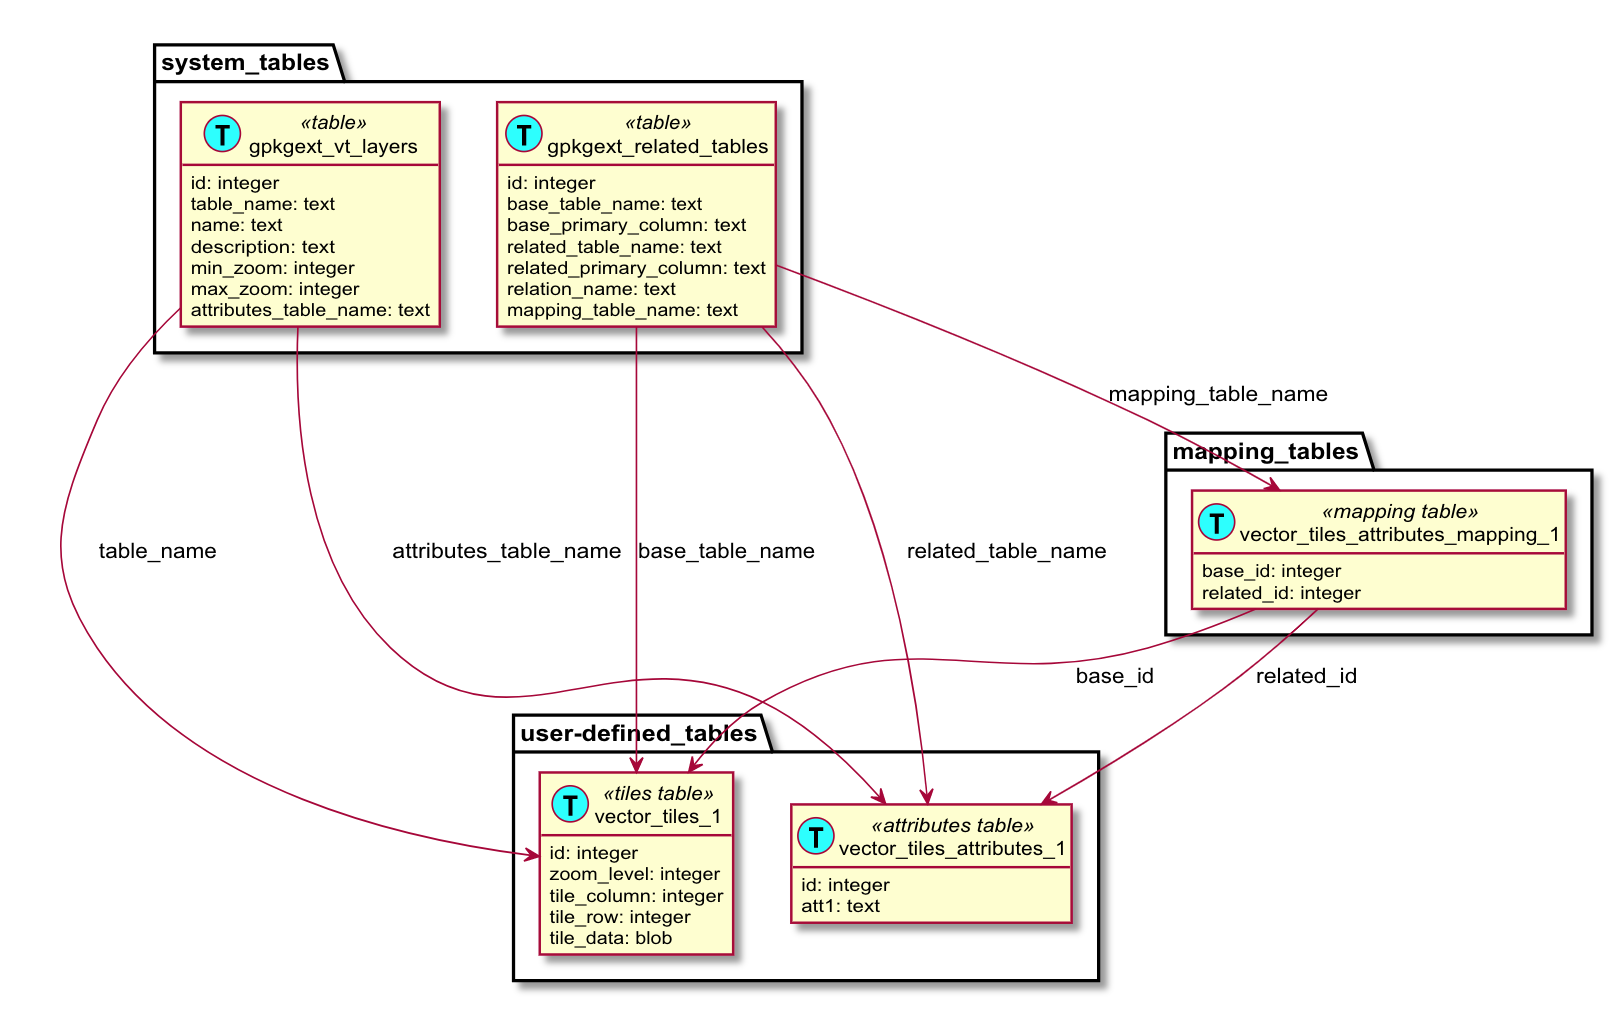 system_tables
T
«table»
gpkgext_vt_layers
id: integer
table_name: text
name: text
description: text
min_zoom: integer
max_zoom: integer
attributes_table_name: text
T
«table»
gpkgext_related_tables
id: integer
base_table_name: text
base_primary_column: text
related_table_name: text
related_primary_column: text
relation_name: text
mapping_table_name: text
mapping_table_name
mapping_tables
T
«mapping table»
vector_tiles_attributes_mapping_1
base_id: integer
related_id: integer
table_name
attributes_table_name
base_table_name
related_table_name
base_id
related_id
user-defined_tables
T
«tiles table»
vector_tiles_1
id: integer
zoom_level: integer
tile_column: integer
tile_row: integer
tile_data: blob
T
«attributes table»
vector_tiles_attributes_1
id: integer
att1: text